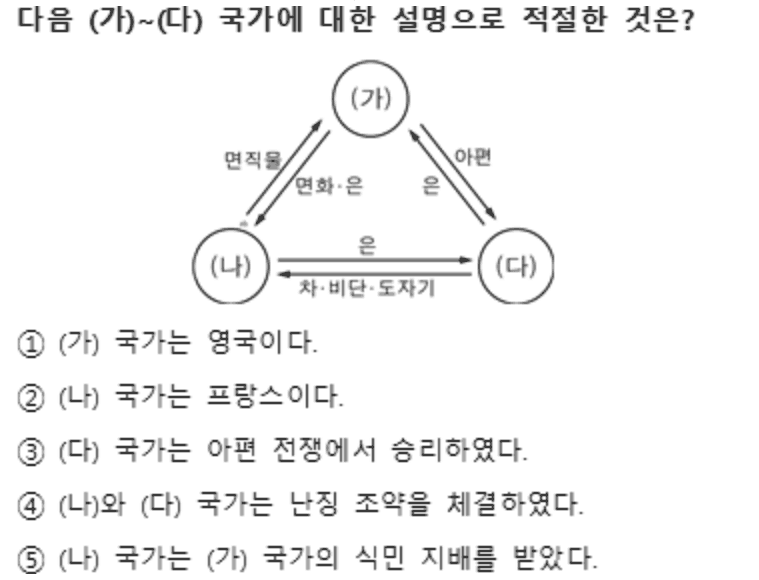 다음 (가)~(다) 국가에 대한 설명으로 적절한 것은?
(가)
면직물
아편
면화·은
은
(나)
은
(다)
차·비단·도자기
① (가) 국가는 영국이다.
② (나) 국가는 프랑스이다.
③ (다) 국가는 아편 전쟁에서 승리하였다.
④ (나)와 (다) 국가는 난징 조약을 체결하였다.
⑤ (나) 국가는 (가) 국가의 식민 지배를 받았다.